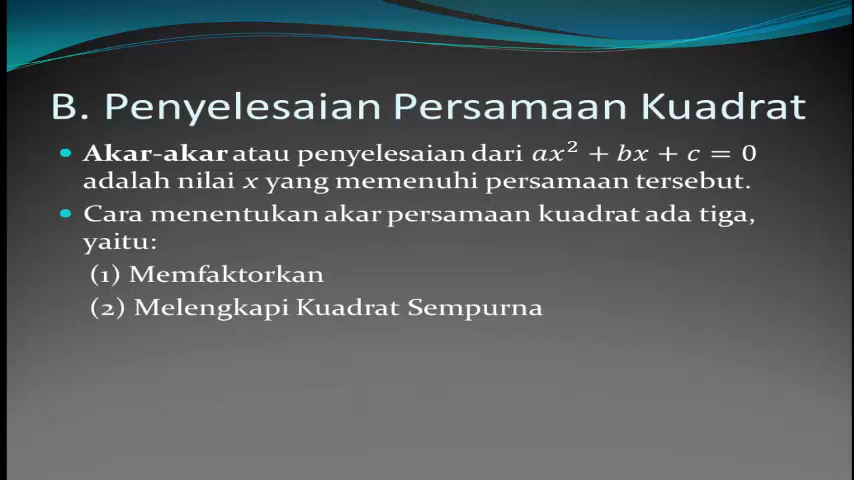 B. Penyelesaian Persamaan Kuadrat
• Akar-akar atau penyelesaian dari ax² + bx + c = 0
adalah nilai x yang memenuhi persamaan tersebut.
• Cara menentukan akar persamaan kuadrat ada tiga,
yaitu:
(1) Memfaktorkan
(2) Melengkapi Kuadrat Sempurna